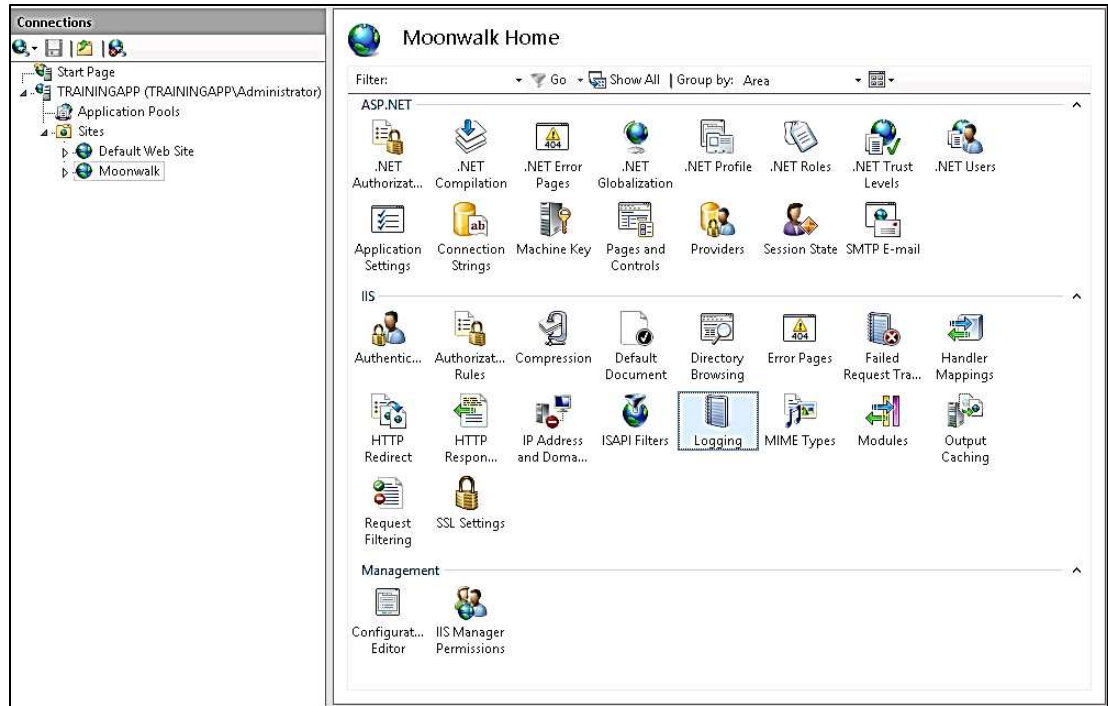 Connections
Start Page
TRAININGAPP (TRAININGAPP\Administrator)
Application Pools
Sites
Default Web Site
Moonwalk
Moonwalk Home
Filter: Go Show All Group by: Area
ASP.NET
.NET Authorizat...
.NET Compilation
.NET Error Pages
.NET Globalization
.NET Profile
.NET Roles
.NET Trust Levels
.NET Users
Application Settings
Connection Strings
Machine Key
Pages and Controls
Providers
Session State
SMTP E-mail
IIS
Authentic...
Authorizat... Rules
Compression
Default Document
Directory Browsing
Error Pages
Failed Request Tra...
Handler Mappings
HTTP Redirect
HTTP Respon...
IP Address and Doma...
ISAPI Filters
Logging
MIME Types
Modules
Output Caching
Request Filtering
SSL Settings
Management
Configurat... Editor
IIS Manager Permissions